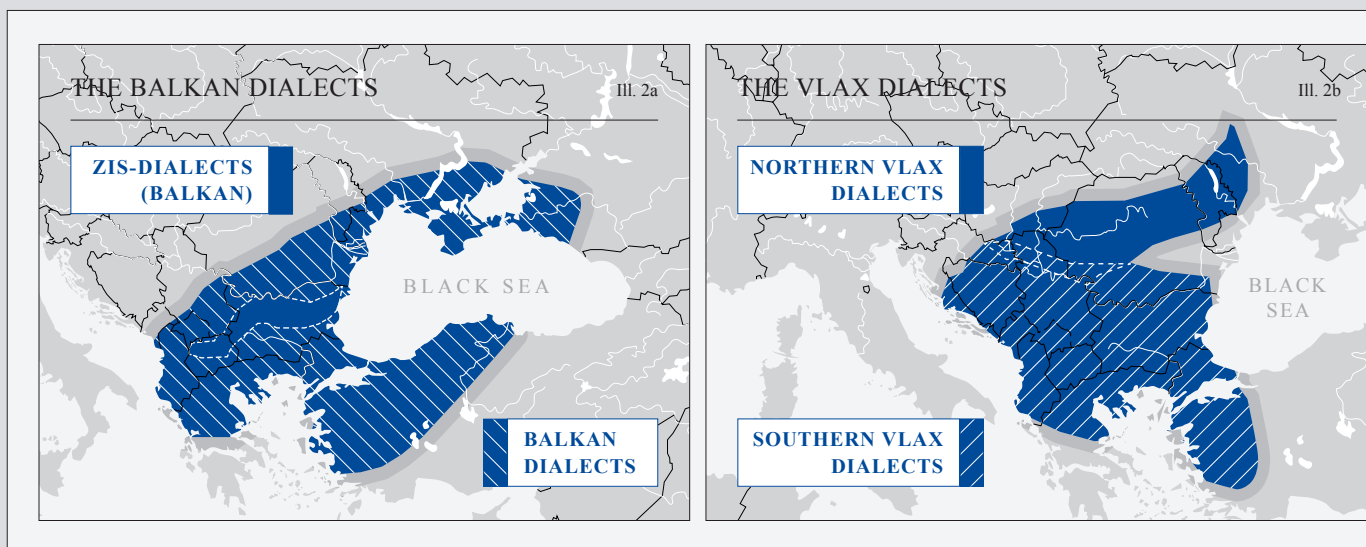 THE BALKAN DIALECTS
Ill. 2a
ZIS-DIALECTS
(BALKAN)
BLACK SEA
BALKAN
DIALECTS
THE VLAX DIALECTS
Ill. 2b
NORTHERN VLAX
DIALECTS
BLACK
SEA
SOUTHERN VLAX
DIALECTS